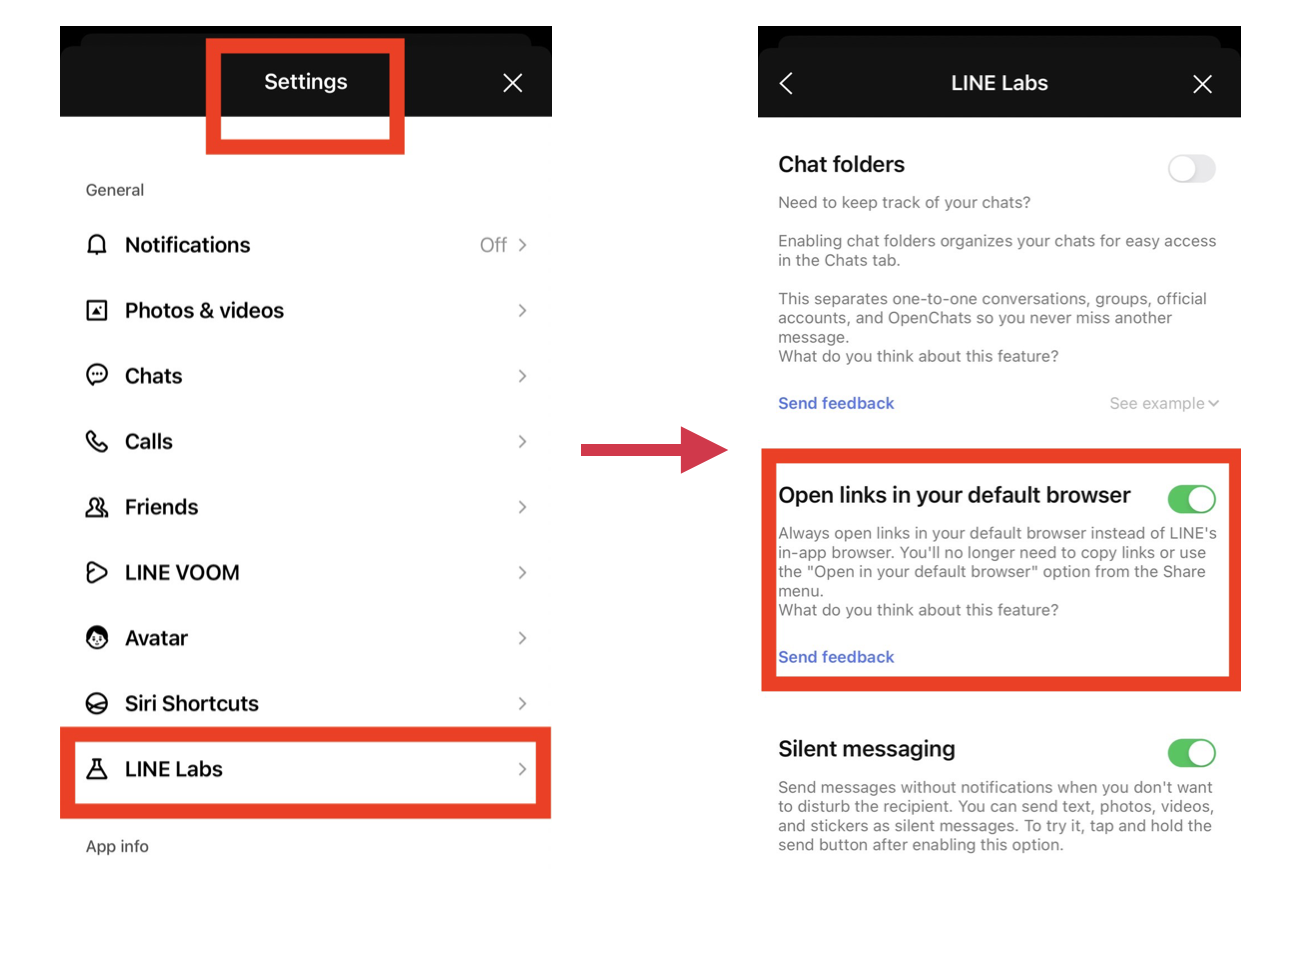 Settings
General
Notifications Off
Photos & videos
Chats
Calls
Friends
LINE VOOM
Avatar
Siri Shortcuts
LINE Labs
App info
LINE Labs
Chat folders
Need to keep track of your chats?
Enabling chat folders organizes your chats for easy access
in the Chats tab.
This separates one-to-one conversations, groups, official
accounts, and OpenChats so you never miss another
message.
What do you think about this feature?
Send feedback See example
Open links in your default browser
Always open links in your default browser instead of LINE's
in-app browser. You'll no longer need to copy links or use
the "Open in your default browser" option from the Share
menu.
What do you think about this feature?
Send feedback
Silent messaging
Send messages without notifications when you don't want
to disturb the recipient. You can send text, photos, videos,
and stickers as silent messages. To try it, tap and hold the
send button after enabling this option.